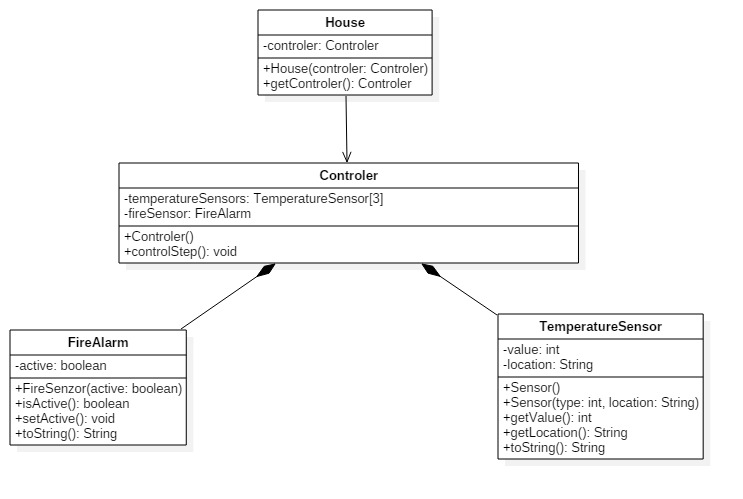 House
-controler: Controler
+House(controler: Controler)
+getControler(): Controler
Controler
-temperatureSensors: TemperatureSensor[3]
-fireSensor: FireAlarm
+Controler()
+controlStep(): void
FireAlarm
-active: boolean
+FireSenzor(active: boolean)
+isActive(): boolean
+setActive(): void
+toString(): String
TemperatureSensor
-value: int
-location: String
+Sensor()
+Sensor(type: int, location: String)
+getValue(): int
+getLocation(): String
+toString(): String